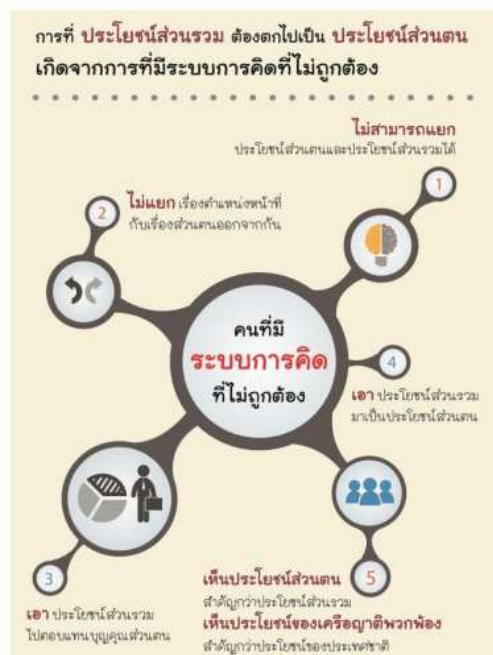 การที่ ประโยชน์ส่วนรวม ต้องตกไปเป็น ประโยชน์ส่วนตน
เกิดจากการที่มีระบบการคิดที่ไม่ถูกต้อง
ไม่สามารถแยก
ประโยชน์ส่วนตนและประโยชน์ส่วนรวมได้
1
2
ไม่แยก เรื่องตำแหน่งหน้าที่
กับเรื่องส่วนตนออกจากกัน
คนที่มี
ระบบการคิด
ที่ไม่ถูกต้อง
4
เอา ประโยชน์ส่วนรวม
มาเป็นประโยชน์ส่วนตน
3
เอา ประโยชน์ส่วนรวม
ไปตอบแทนบุญคุณส่วนตน
5
เห็นประโยชน์ส่วนตน
สำคัญกว่าประโยชน์ส่วนรวม
เห็นประโยชน์ของเครือญาติพวกพ้อง
สำคัญกว่าประโยชน์ของประเทศชาติ